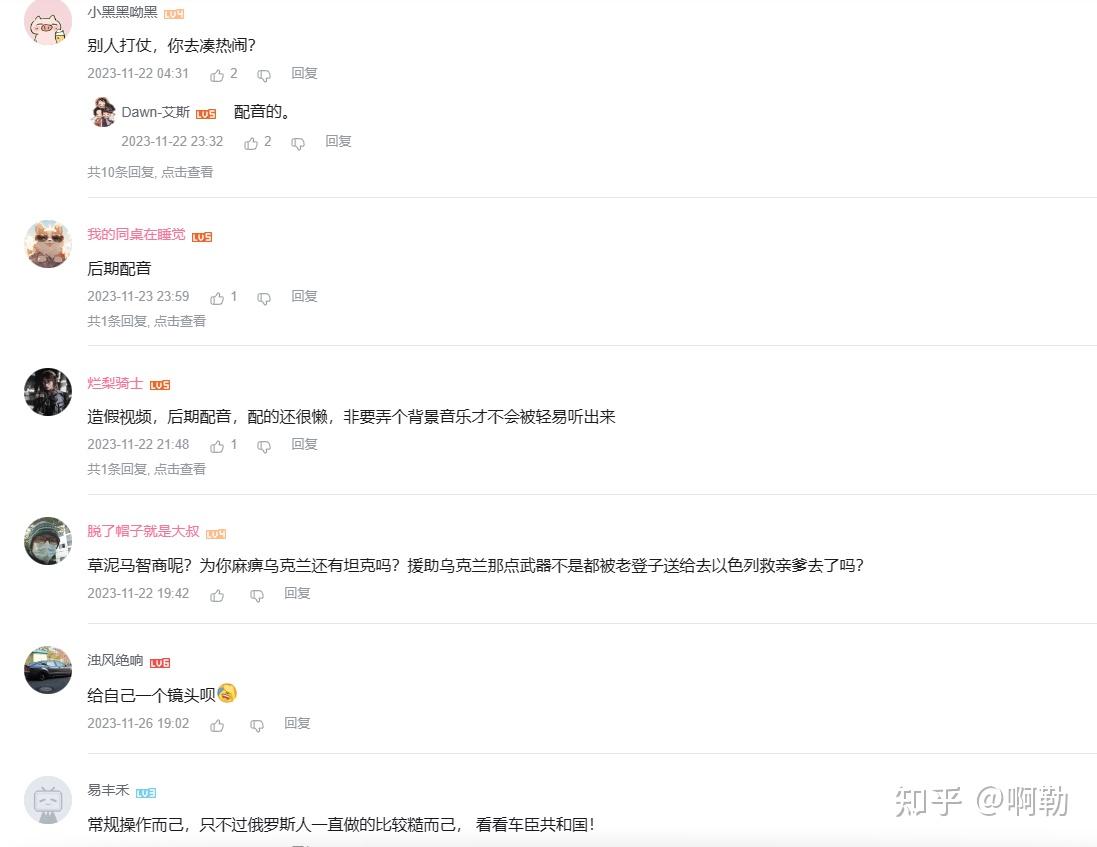 小黑黑呦黑 LV4
别人打仗，你去凑热闹？
2023-11-22 04:31 2 回复
Dawn-艾斯 LV5 配音的。
2023-11-22 23:32 2 回复
共10条回复, 点击查看
我的同桌在睡觉 LV5
后期配音
2023-11-23 23:59 1 回复
共1条回复, 点击查看
烂梨骑士 LV5
造假视频，后期配音，配的还很懒，非要弄个背景音乐才不会被轻易听出来
2023-11-22 21:48 1 回复
共1条回复, 点击查看
脱了帽子就是大叔 LV4
草泥马智商呢？为你麻痹乌克兰还有坦克吗？援助乌克兰那点武器不是都被老登子送给去以色列救亲爹去了吗？
2023-11-22 19:42 回复
浊风绝响 LV6
给自己一个镜头呗
2023-11-26 19:02 回复
易丰禾 LV3
常规操作而己，只不过俄罗斯人一直做的比较糙而己， 看看车臣共和国！
知乎 @啊勒